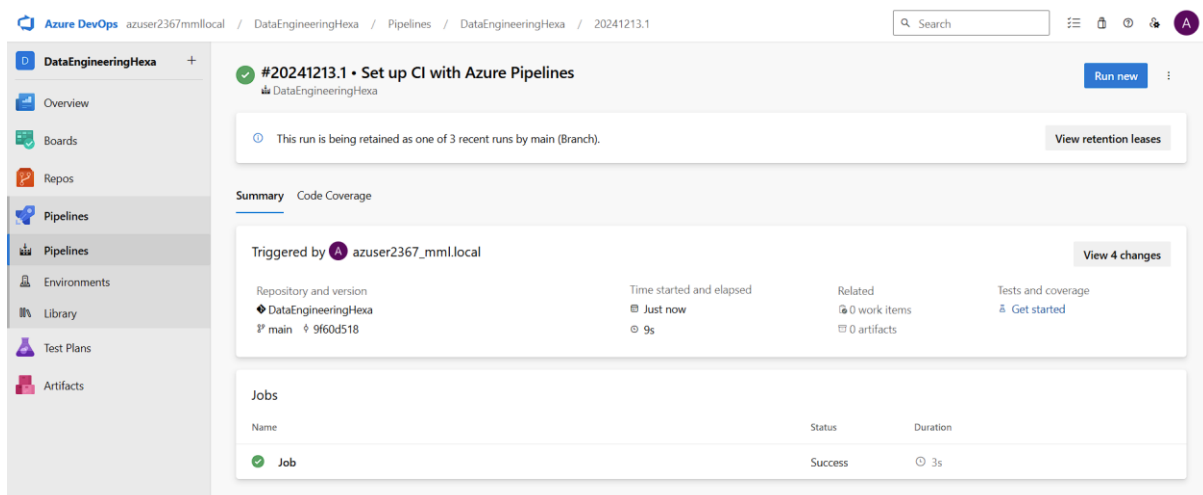 Azure DevOps azuser2367mmllocal / DataEngineeringHexa / Pipelines / DataEngineeringHexa / 20241213.1
Search
A
D DataEngineeringHexa +
Overview
Boards
Repos
Pipelines
Pipelines
Environments
Library
Test Plans
Artifacts
#20241213.1 • Set up CI with Azure Pipelines
DataEngineeringHexa
Run new
This run is being retained as one of 3 recent runs by main (Branch).
View retention leases
Summary Code Coverage
Triggered by A azuser2367_mml.local
View 4 changes
Repository and version
DataEngineeringHexa
main 9f60d518
Time started and elapsed
Just now
9s
Related
0 work items
0 artifacts
Tests and coverage
Get started
Jobs
Name Status Duration
Job Success 3s